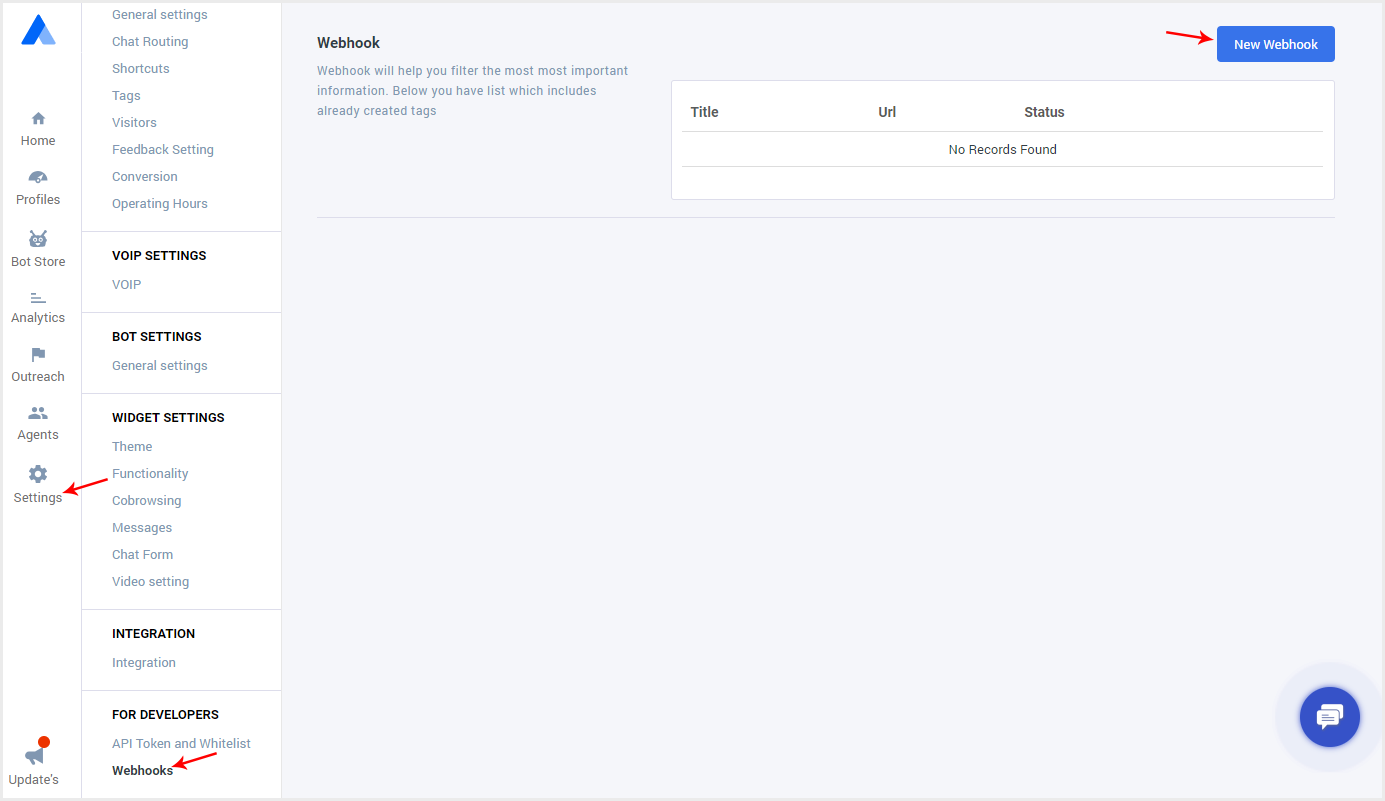 Home
Profiles
Bot Store
Analytics
Outreach
Agents
Settings
Update's
General settings
Chat Routing
Shortcuts
Tags
Visitors
Feedback Setting
Conversion
Operating Hours
VOIP SETTINGS
VOIP
BOT SETTINGS
General settings
WIDGET SETTINGS
Theme
Functionality
Cobrowsing
Messages
Chat Form
Video setting
INTEGRATION
Integration
FOR DEVELOPERS
API Token and Whitelist
Webhooks
Webhook
Webhook will help you filter the most most important
information. Below you have list which includes
already created tags
New Webhook
Title Url Status
No Records Found